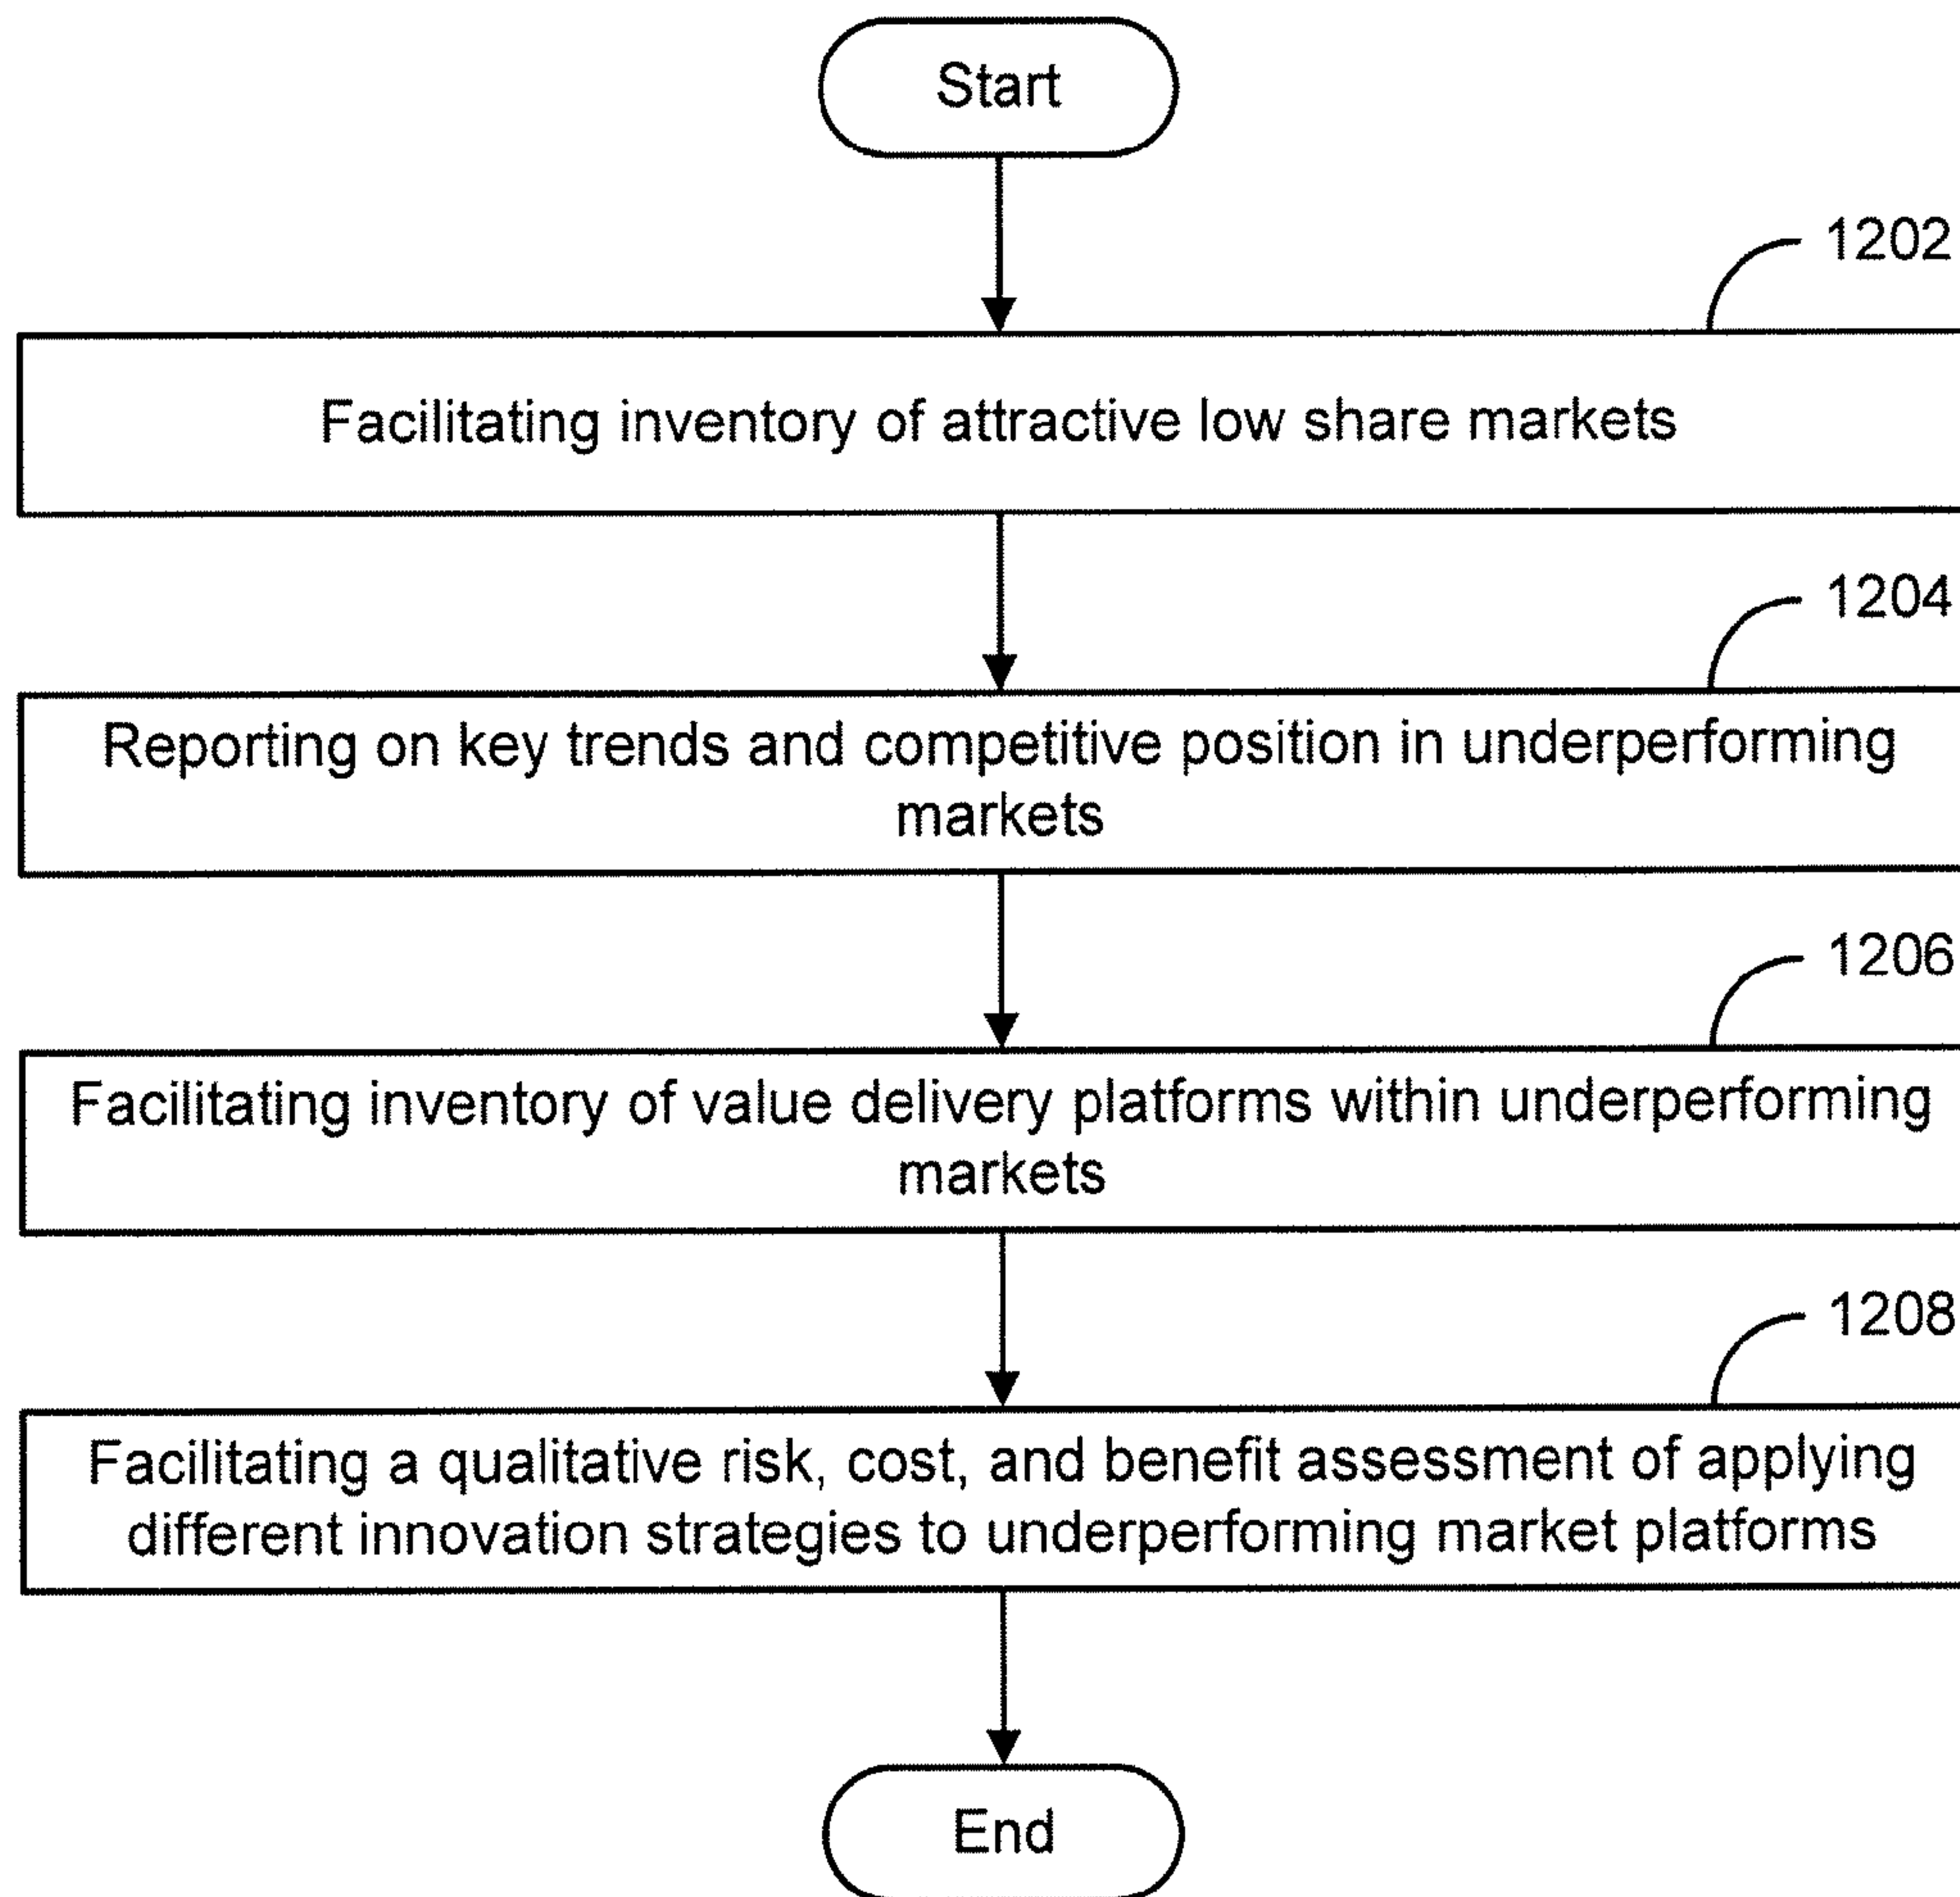 Start
1202
Facilitating inventory of attractive low share markets
1204
Reporting on key trends and competitive position in underperforming
markets
1206
Facilitating inventory of value delivery platforms within underperforming
markets
1208
Facilitating a qualitative risk, cost, and benefit assessment of applying
different innovation strategies to underperforming market platforms
End